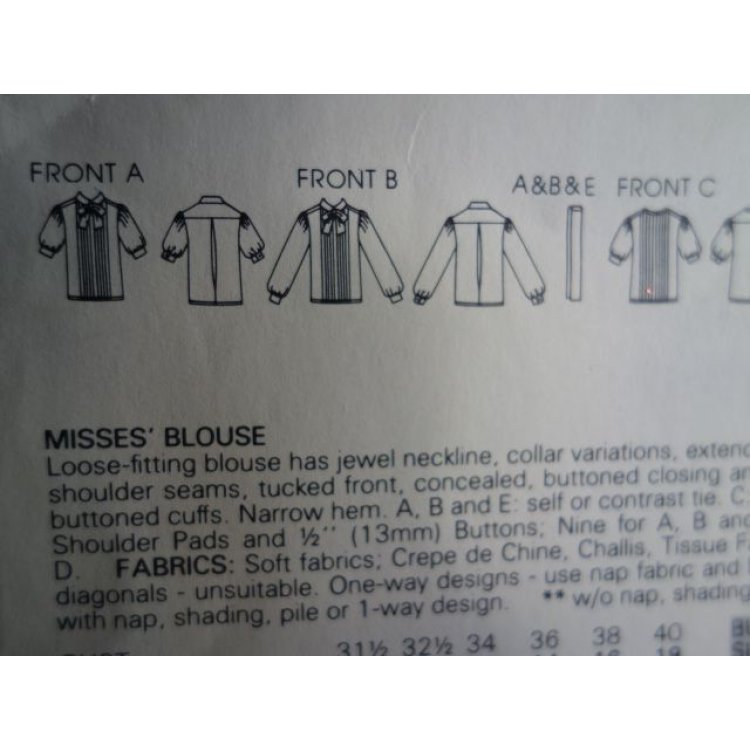 FRONT A FRONT B A&B&E FRONT C
MISSES' BLOUSE
Loose-fitting blouse has jewel neckline, collar variations,
shoulder seams, tucked front, concealed, buttoned closing
buttoned cuffs. Narrow hem. A, B and E: self or contrast tie.
Shoulder Pads and ½'' (13mm) Buttons; Nine for A, B
D. FABRICS: Soft fabrics; Crepe de Chine, Challis, Tissue
diagonals - unsuitable. One-way designs - use nap fabric and
with nap, shading, pile or 1-way design. ** w/o nap, shading
31½ 32½ 34 36 38 40